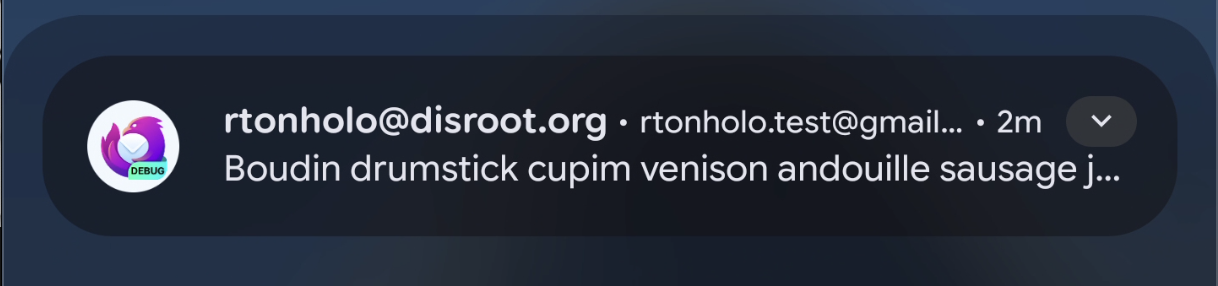 rtonholo@disroot.org • rtonholo.test@gmail... • 2m
Boudin drumstick cupim venison andouille sausage j...
DEBUG